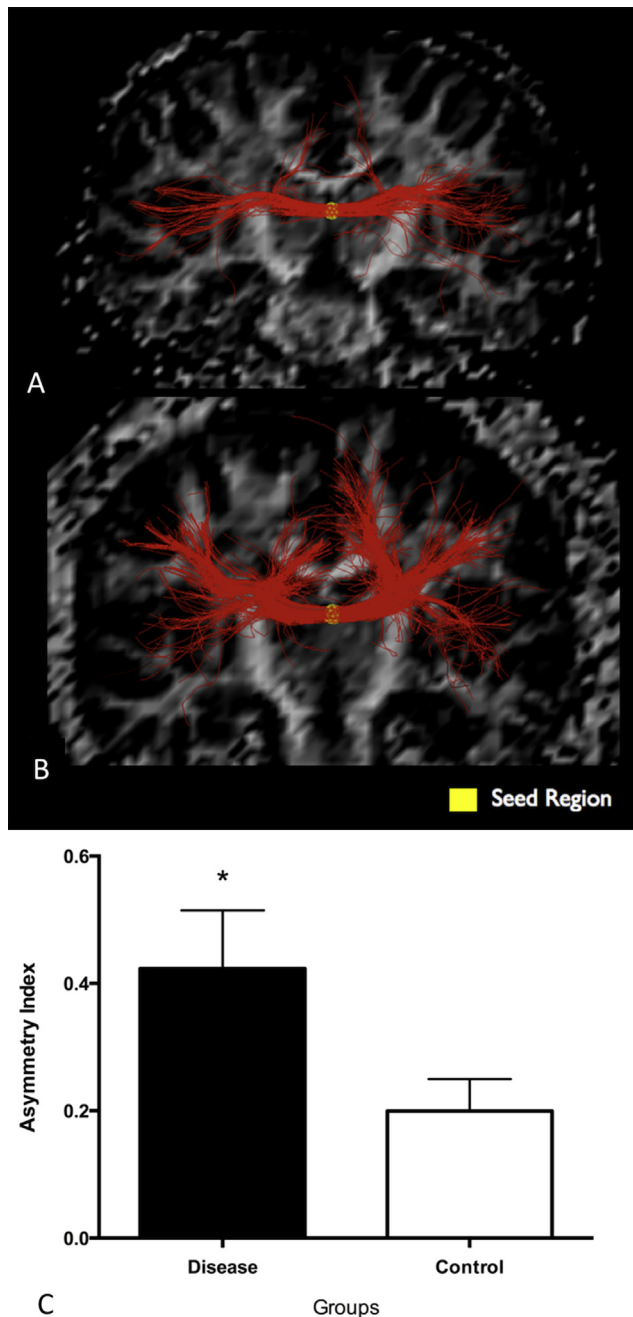 A
B
Seed Region
0.6
*
0.4
0.2
0.0
Asymmetry Index
Disease
Control
C
Groups